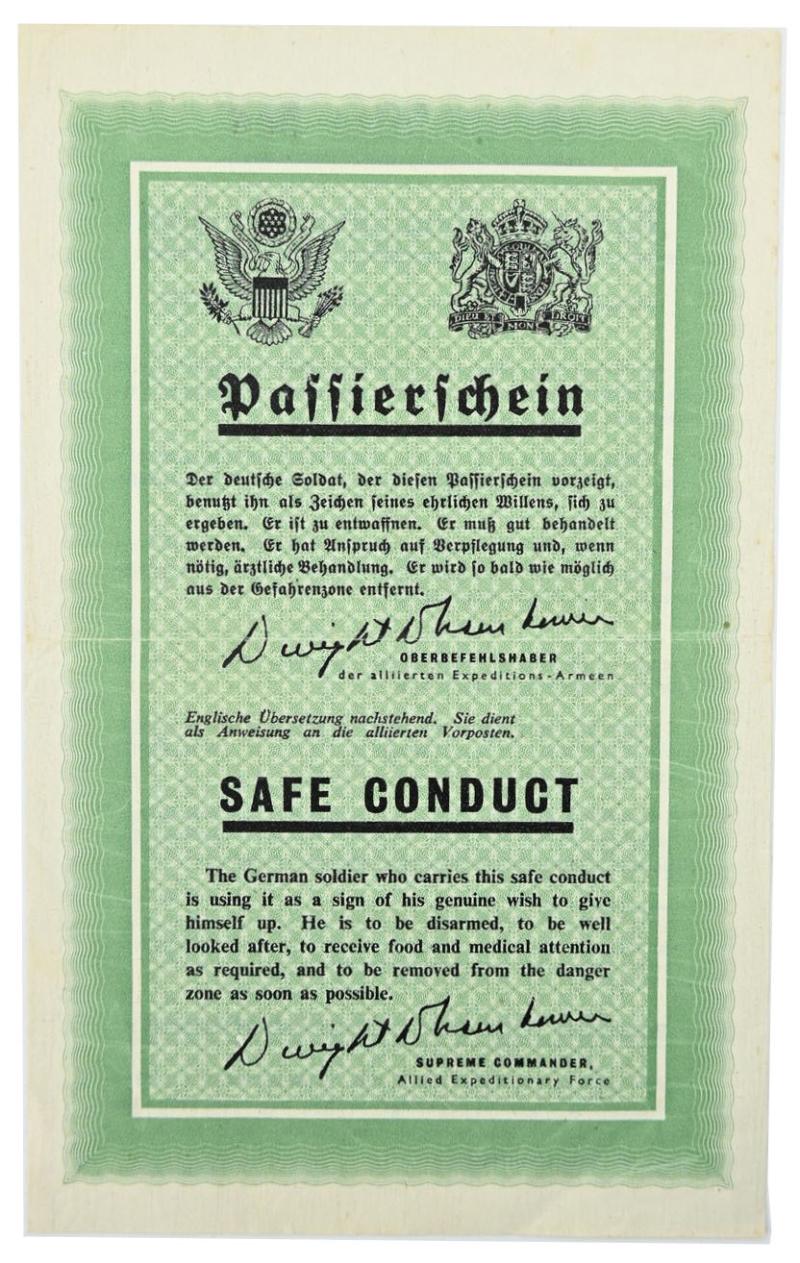 DIEU ET MON DROIT
Passierschein
Der deutsche Soldat, der diesen Passierschein vorzeigt,
benutzt ihn als Zeichen seines ehrlichen Willens, sich zu
ergeben. Er ist zu entwaffnen. Er muß gut behandelt
werden. Er hat Anspruch auf Verpflegung und, wenn
nötig, ärztliche Behandlung. Er wird so bald wie möglich
aus der Gefahrenzone entfernt.
Dwight D Eisenhower
OBERBEFEHLSHABER
der alliierten Expeditions-Armeen
Englische Übersetzung nachstehend. Sie dient
als Anweisung an die alliierten Vorposten.
SAFE CONDUCT
The German soldier who carries this safe conduct
is using it as a sign of his genuine wish to give
himself up. He is to be disarmed, to be well
looked after, to receive food and medical attention
as required, and to be removed from the danger
zone as soon as possible.
Dwight D Eisenhower
SUPREME COMMANDER,
Allied Expeditionary Force